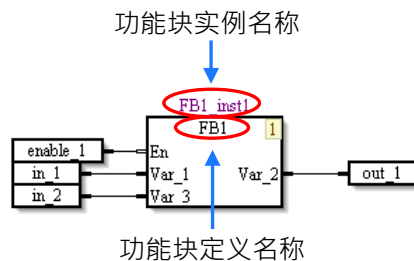 功能块实例名称
FB1_inst1
FB1 1
enable_1 En
in_1 Var_1 Var_2 out_1
in_2 Var_3
功能块定义名称